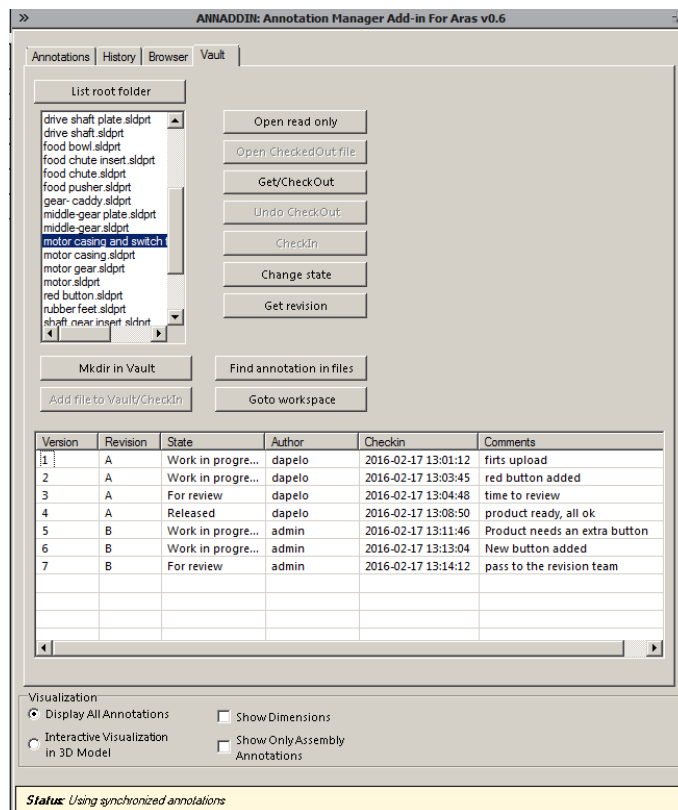 » ANNADDIN: Annotation Manager Add-in For Aras v0.6
Annotations History Browser Vault
List root folder
drive shaft plate.sldprt
drive shaft.sldprt
food bowl.sldprt
food chute insert.sldprt
food chute.sldprt
food pusher.sldprt
gear- caddy.sldprt
middle-gear plate.sldprt
middle-gear.sldprt
motor casing and switch
motor casing.sldprt
motor gear.sldprt
motor.sldprt
red button.sldprt
rubber feet.sldprt
shaft gear insert.sldprt
Open read only
Open CheckedOut file
Get/CheckOut
Undo CheckOut
CheckIn
Change state
Get revision
Mkdir in Vault
Find annotation in files
Add file to Vault/CheckIn
Goto workspace
Version Revision State Author Checkin Comments
1 A Work in progre... dapelo 2016-02-17 13:01:12 firts upload
2 A Work in progre... dapelo 2016-02-17 13:03:45 red button added
3 A For review dapelo 2016-02-17 13:04:48 time to review
4 A Released dapelo 2016-02-17 13:08:50 product ready, all ok
5 B Work in progre... admin 2016-02-17 13:11:46 Product needs an extra button
6 B Work in progre... admin 2016-02-17 13:13:04 New button added
7 B For review admin 2016-02-17 13:14:12 pass to the revision team
Visualization
Display All Annotations
Show Dimensions
Interactive Visualization
in 3D Model
Show Only Assembly
Annotations
Status: Using synchronized annotations